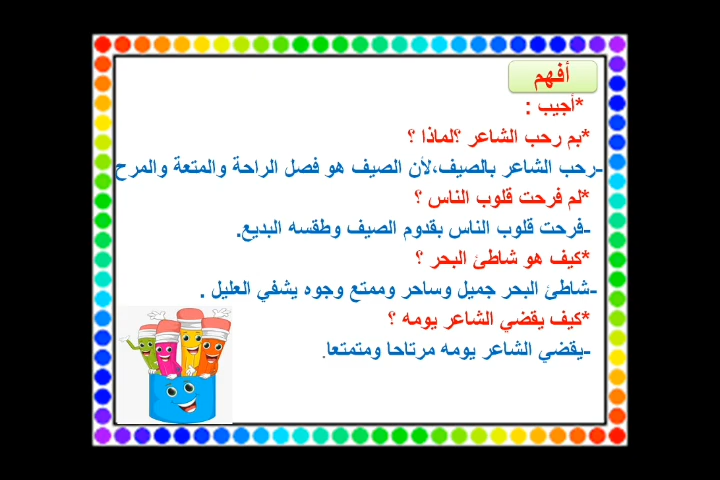 أفهم
*أجيب :
*بم رحب الشاعر ؟لماذا ؟
-رحب الشاعر بالصيف،لأن الصيف هو فصل الراحة والمتعة والمرح
*لم فرحت قلوب الناس ؟
-فرحت قلوب الناس بقدوم الصيف وطقسه البديع.
*كيف هو شاطئ البحر ؟
-شاطئ البحر جميل وساحر وممتع وجوه يشفي العليل .
*كيف يقضي الشاعر يومه ؟
-يقضي الشاعر يومه مرتاحا ومتمتعا.